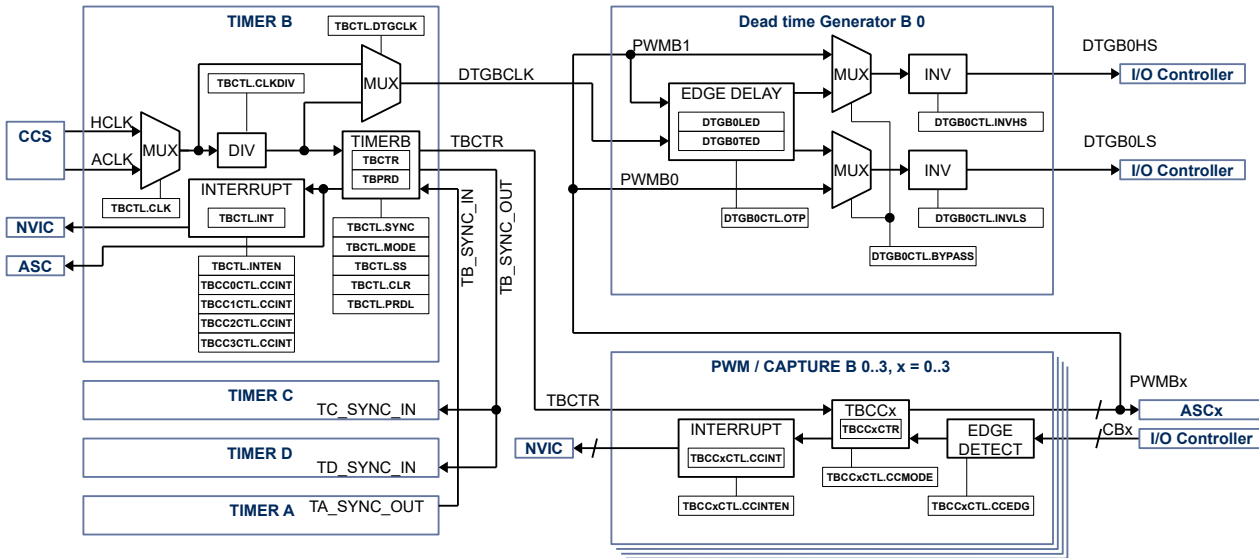 TIMER B
TBCTL.DTGCLK
MUX
TBCTL.CLKDIV
CCS
HCLK
ACLK
MUX
DIV
TBCTL.CLK
TIMERB
TBCTR
TBPRD
INTERRUPT
TBCTL.INT
NVIC
ASC
TBCTL.INTEN
TBCC0CTL.CCINT
TBCC1CTL.CCINT
TBCC2CTL.CCINT
TBCC3CTL.CCINT
TBCTL.SYNC
TBCTL.MODE
TBCTL.SS
TBCTL.CLR
TBCTL.PRDL
DTGBCLK
TBCTR
TB_SYNC_IN
TB_SYNC_OUT
TIMER C
TC_SYNC_IN
TIMER D
TD_SYNC_IN
TIMER A
TA_SYNC_OUT
Dead time Generator B 0
PWMB1
EDGE DELAY
DTGB0LED
DTGB0TED
PWMB0
DTGB0CTL.OTP
MUX
INV
DTGB0CTL.INVHS
MUX
INV
DTGB0CTL.INVLS
DTGB0CTL.BYPASS
DTGB0HS
I/O Controller
DTGB0LS
I/O Controller
PWM / CAPTURE B 0..3, x = 0..3
TBCTR
TBCCx
TBCCxCTR
NVIC
INTERRUPT
TBCCxCTL.CCINT
EDGE
DETECT
TBCCxCTL.CCMODE
TBCCxCTL.CCINTEN
TBCCxCTL.CCEDG
PWMBx
ASCx
CBx
I/O Controller